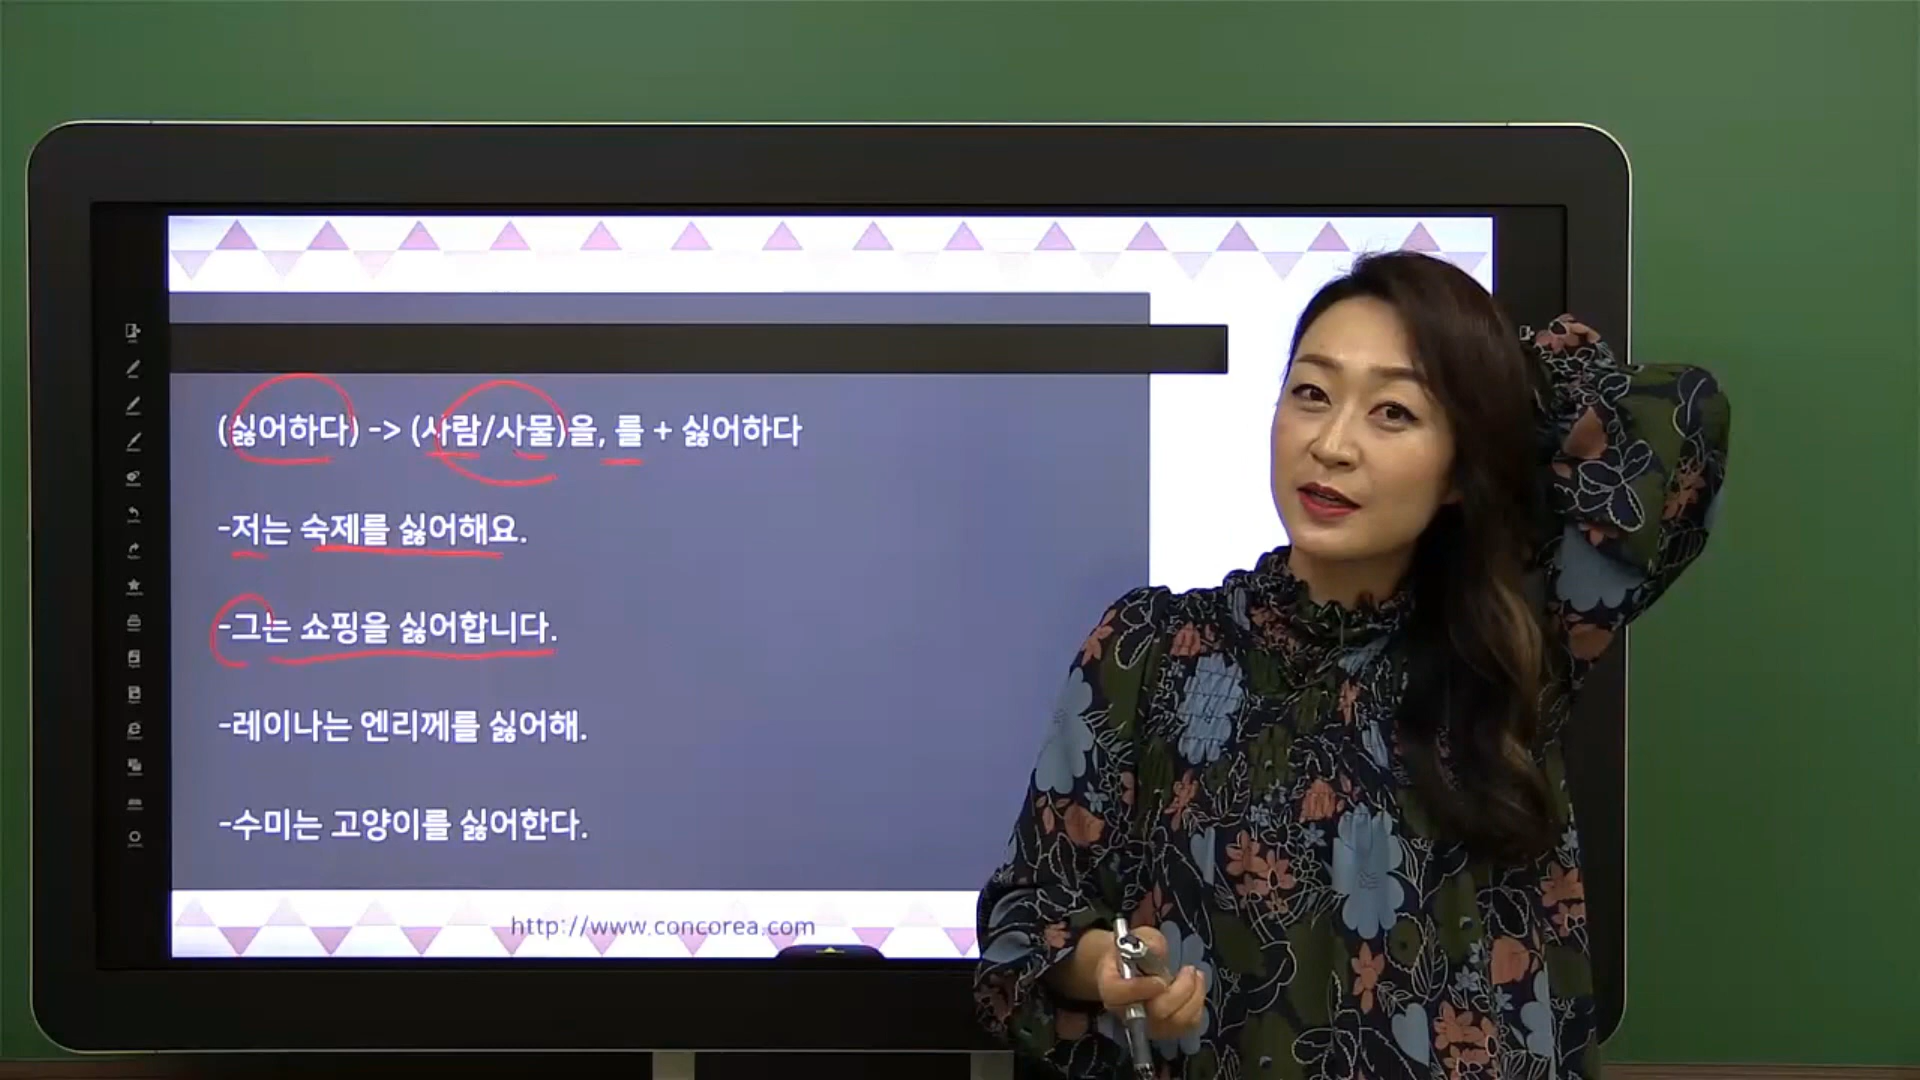 (싫어하다) -> (사람/사물)을, 를 + 싫어하다
-저는 숙제를 싫어해요.
-그는 쇼핑을 싫어합니다.
-레이나는 엔리께를 싫어해.
-수미는 고양이를 싫어한다.
http://www.concorea.com